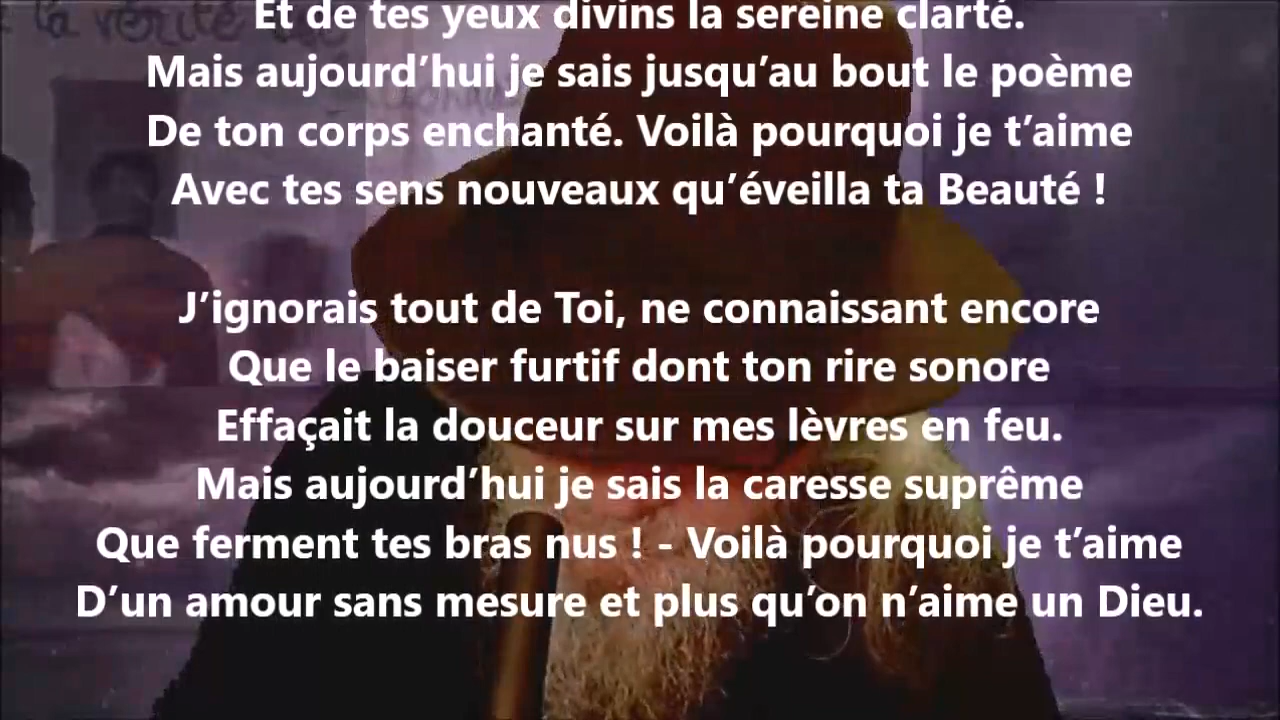 la vérité
Et de tes yeux divins la sereine clarté.
Mais aujourd’hui je sais jusqu’au bout le poème
De ton corps enchanté. Voilà pourquoi je t’aime
Avec tes sens nouveaux qu’éveilla ta Beauté !
J’ignorais tout de Toi, ne connaissant encore
Que le baiser furtif dont ton rire sonore
Effaçait la douceur sur mes lèvres en feu.
Mais aujourd’hui je sais la caresse suprême
Que ferment tes bras nus ! - Voilà pourquoi je t’aime
D’un amour sans mesure et plus qu’on n’aime un Dieu.